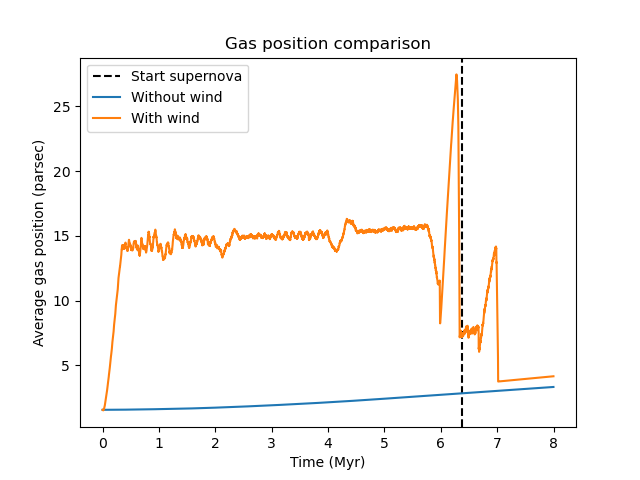 Gas position comparison
Start supernova
Without wind
With wind
25
20
15
10
5
Average gas position (parsec)
0 1 2 3 4 5 6 7 8
Time (Myr)